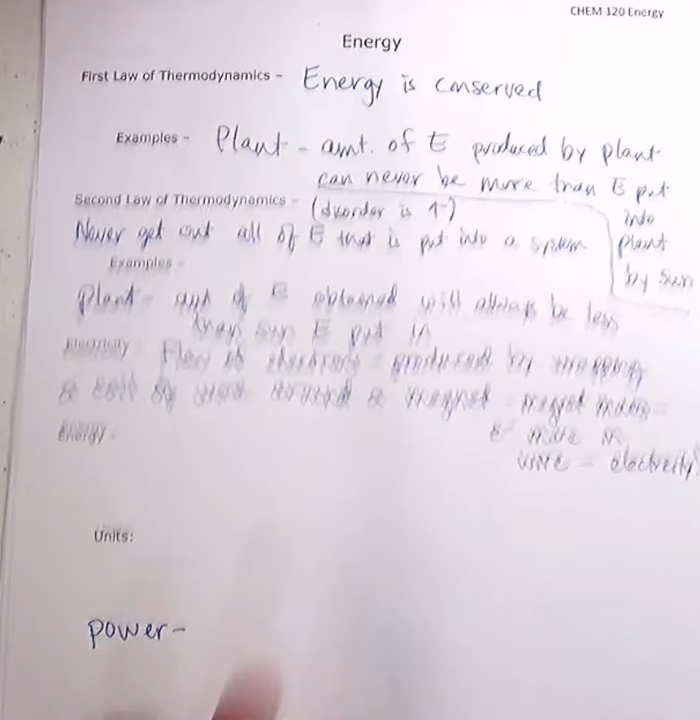 CHEM 120 Energy
Energy
First Law of Thermodynamics - Energy is conserved
Examples - Plant - amt. of E produced by plant
can never be more than E put
into
plant
by sun
Second Law of Thermodynamics - (disorder is ↑)
Never get out all of E that is put into a system
Examples -
Plant - amt of E obtained will always be less
than sun E put in
Electricity - Flow of electrons - produced by wrapping
a coil of wire around a magnet - magnet
e⁻ move in
wire = electricity
Energy -
Units:
power-